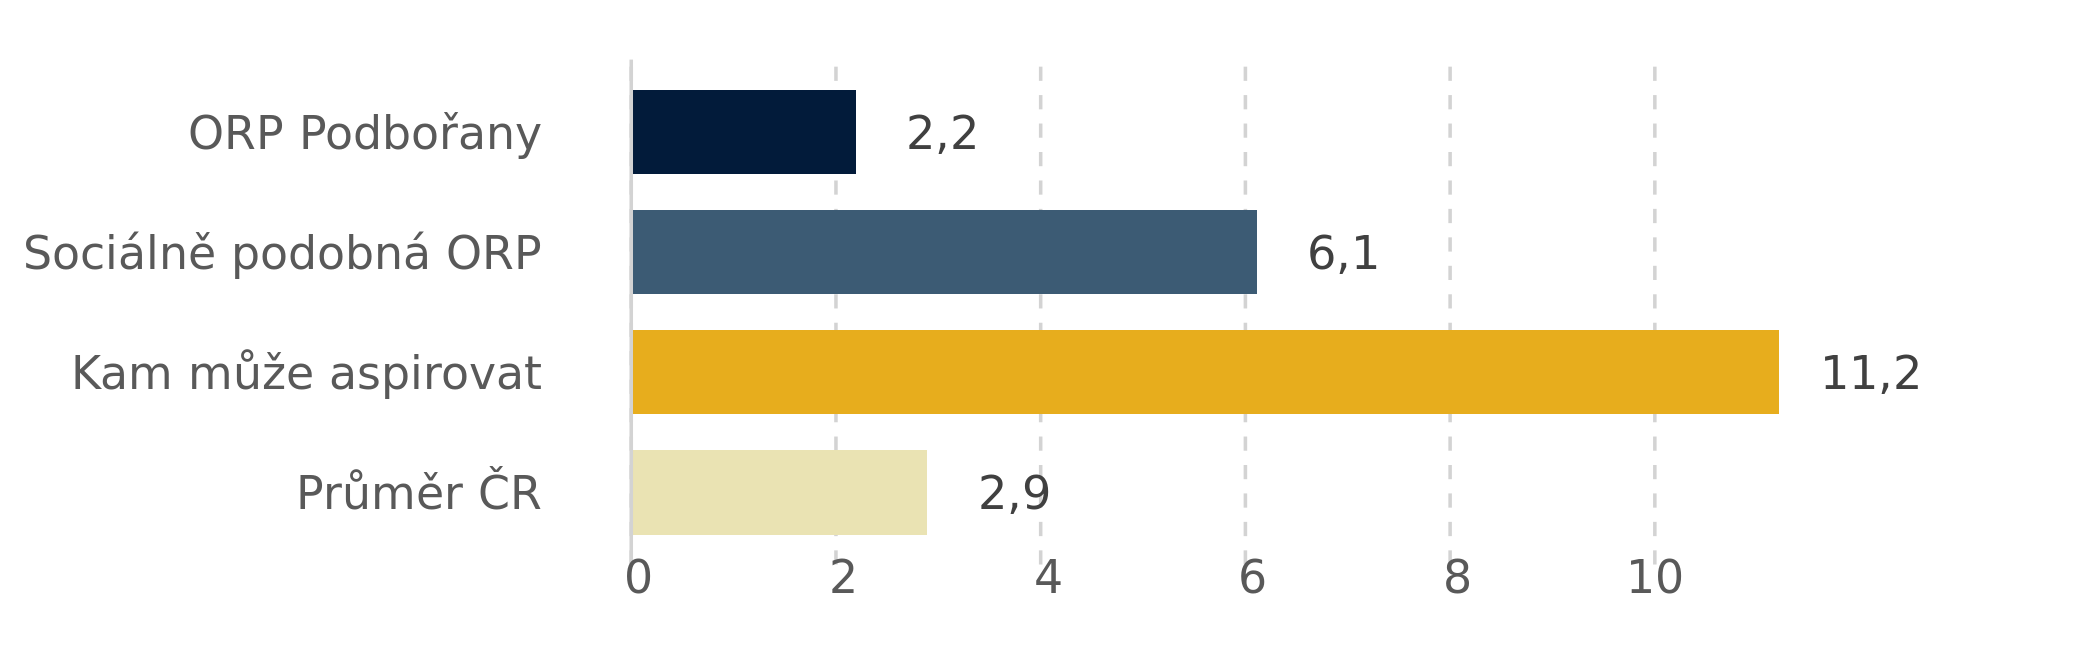 ORP Podbořany 2,2
Sociálně podobná ORP 6,1
Kam může aspirovat 11,2
Průměr ČR 2,9
0 2 4 6 8 10